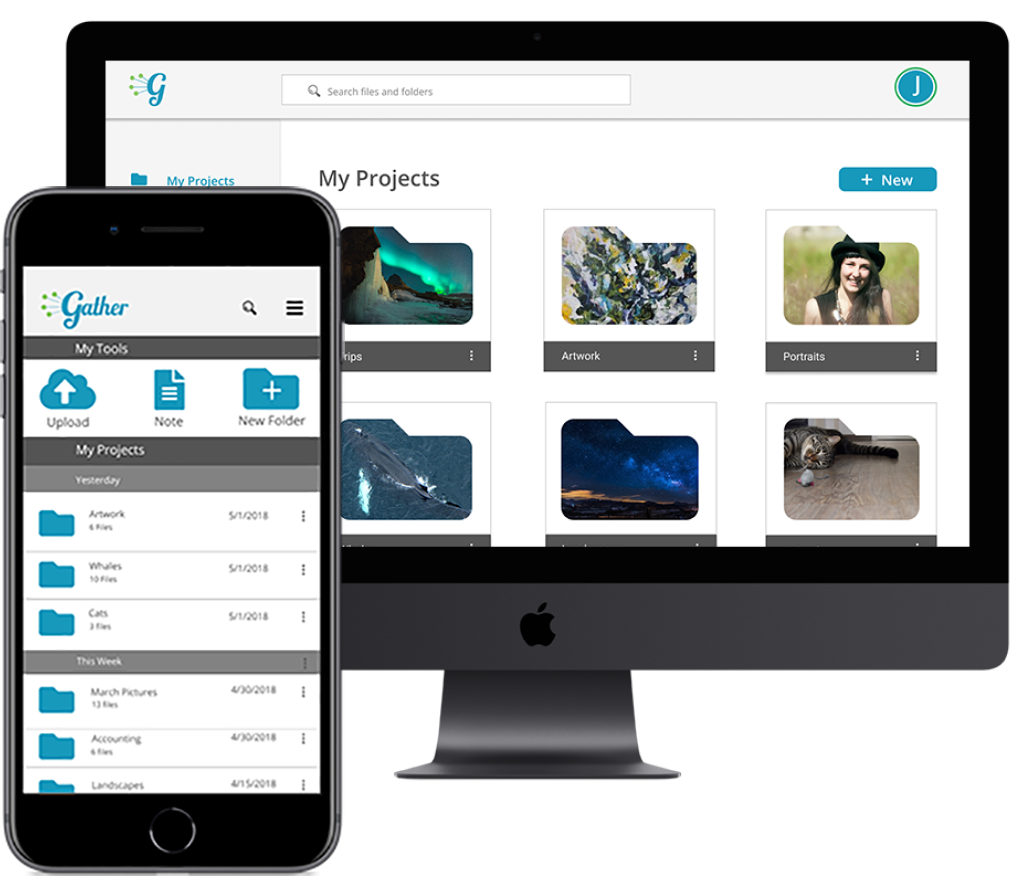 G
Search files and folders
J
My Projects
My Projects
+ New
rips
Artwork
Portraits
Gather
My Tools
Upload
Note
New Folder
My Projects
Yesterday
Artwork
5/1/2018
6 Files
Whales
5/1/2018
10 Files
Cats
5/1/2018
3 files
This Week
March Pictures
4/30/2018
13 files
Accounting
4/30/2018
6 files
Landscapes
4/15/2018